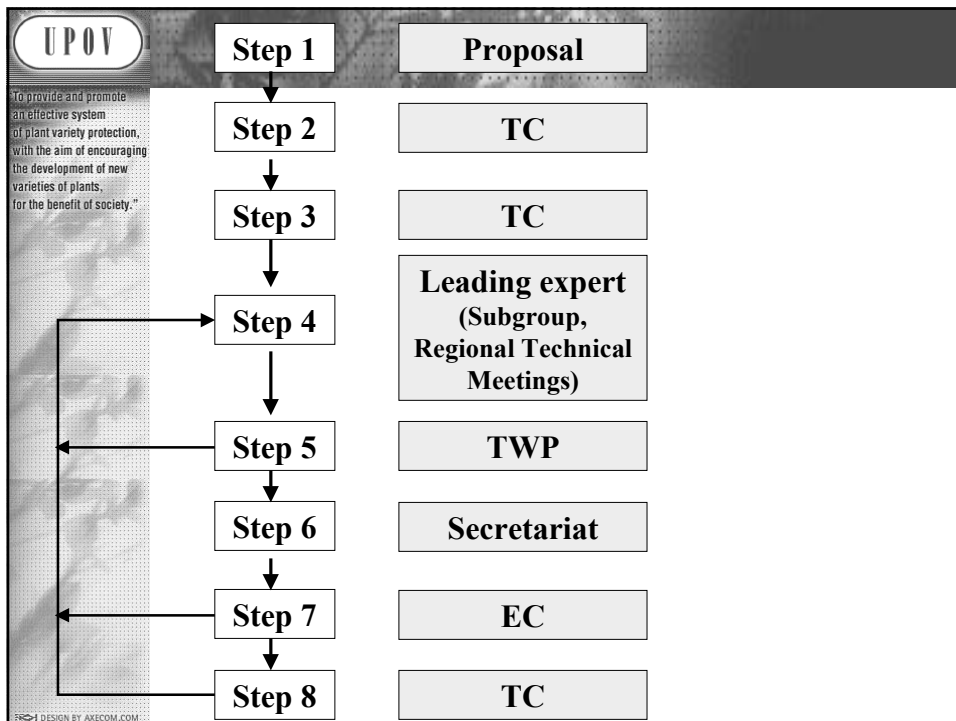 UPOV
"To provide and promote
an effective system
of plant variety protection,
with the aim of encouraging
the development of new
varieties of plants,
for the benefit of society."
Step 1
Proposal
Step 2
TC
Step 3
TC
Step 4
Leading expert
(Subgroup,
Regional Technical
Meetings)
Step 5
TWP
Step 6
Secretariat
Step 7
EC
Step 8
TC
DESIGN BY AXECOM.COM